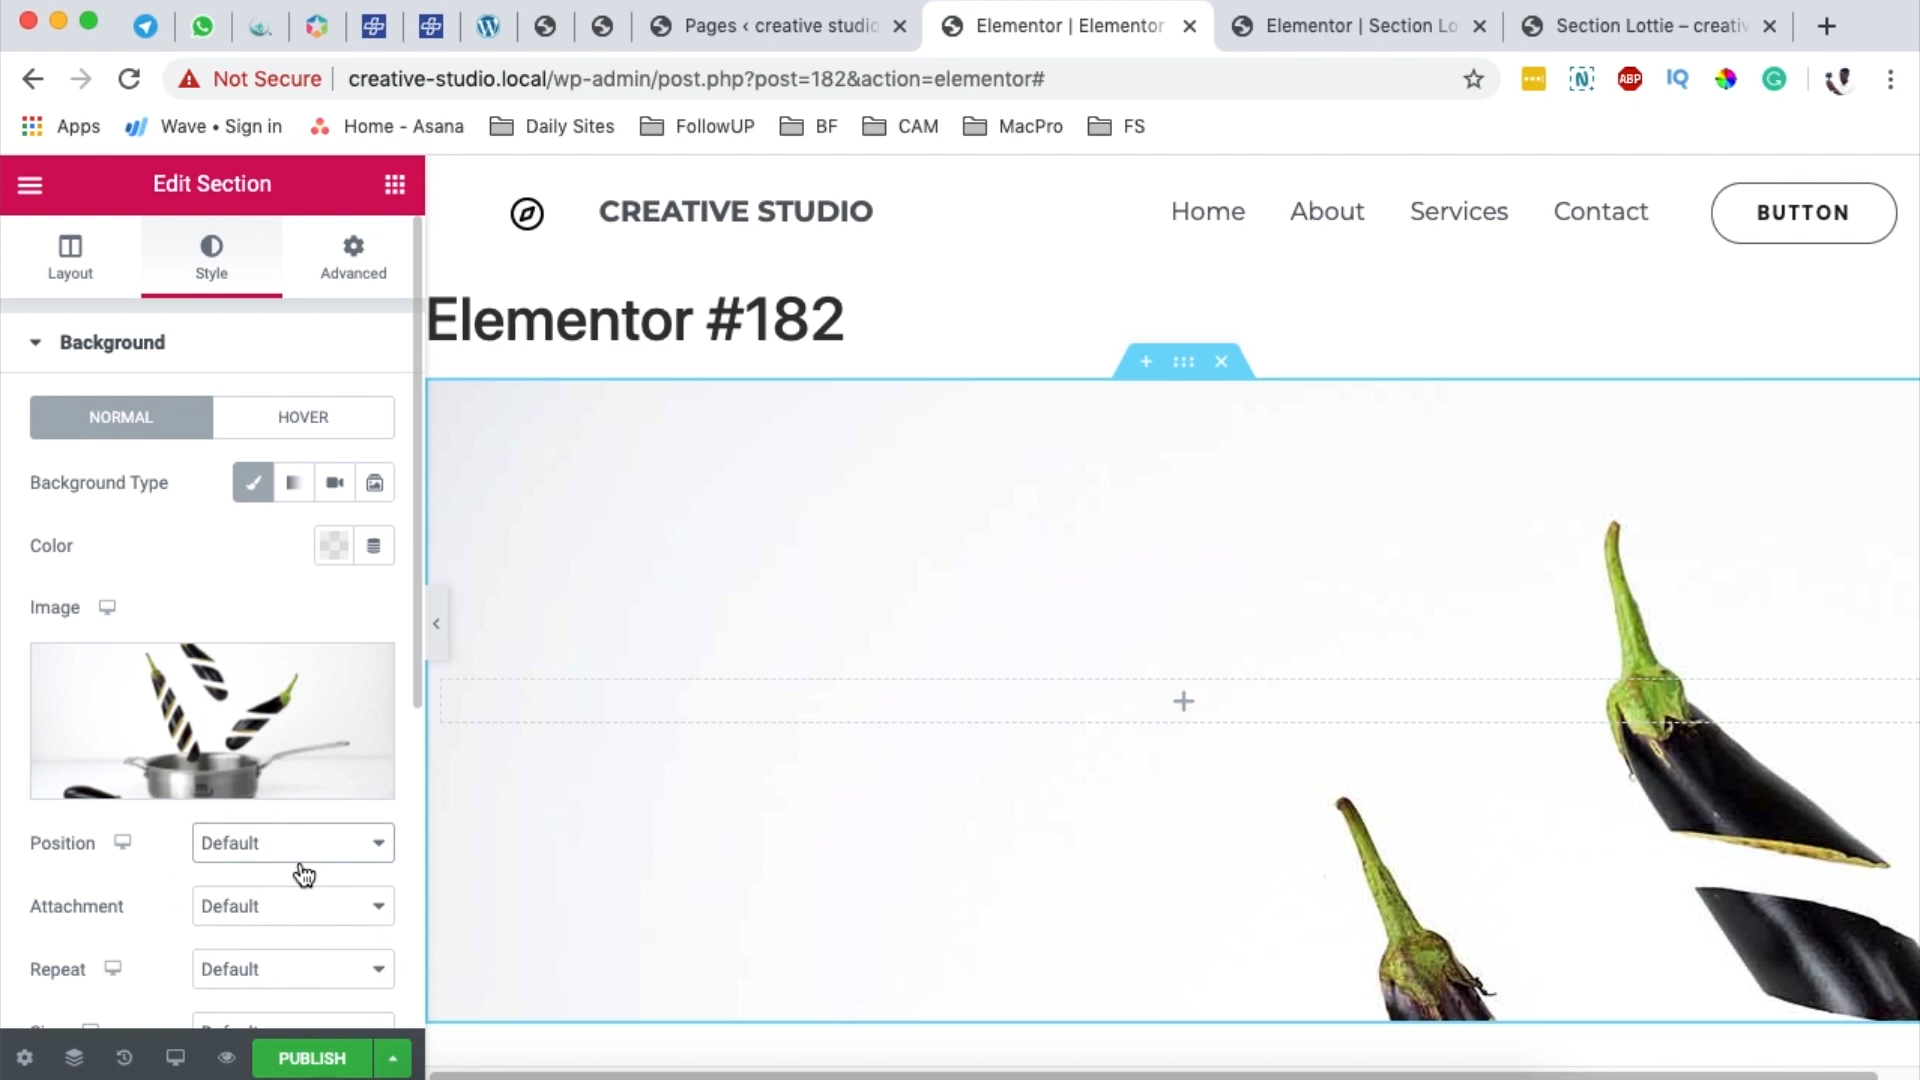 Pages ‹ creative studio
Elementor | Elementor
Elementor | Section Lo
Section Lottie – creativ
Not Secure
creative-studio.local/wp-admin/post.php?post=182&action=elementor#
ABP
IQ
Apps
Wave • Sign in
Home - Asana
Daily Sites
FollowUP
BF
CAM
MacPro
FS
Edit Section
CREATIVE STUDIO
Home
About
Services
Contact
BUTTON
Layout
Style
Advanced
Elementor #182
Background
NORMAL
HOVER
Background Type
Color
Image
Position
Default
Attachment
Default
Repeat
Default
PUBLISH